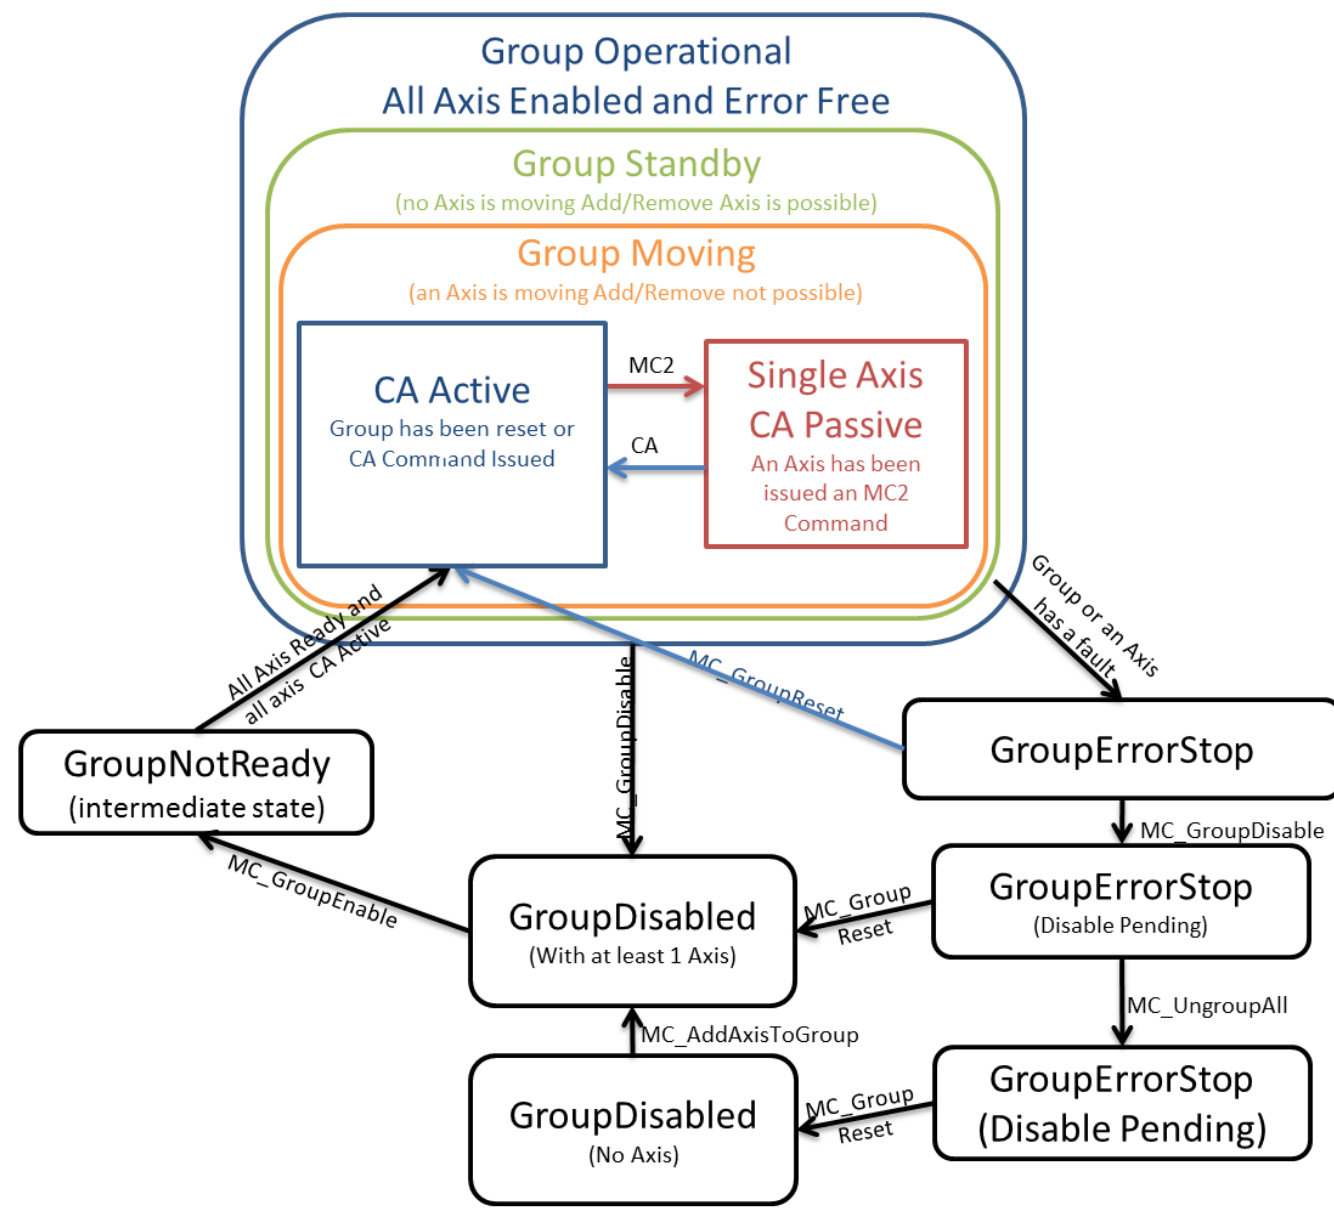 Group Operational
All Axis Enabled and Error Free
Group Standby
(no Axis is moving Add/Remove Axis is possible)
Group Moving
(an Axis is moving Add/Remove not possible)
CA Active
Group has been reset or
CA Command Issued
MC2
CA
Single Axis
CA Passive
An Axis has been
issued an MC2
Command
All Axis Ready and
all axis CA Active
MC_GroupDisable
MC_GroupReset
Group or an Axis
has a fault
GroupNotReady
(intermediate state)
GroupErrorStop
MC_GroupDisable
MC_GroupEnable
GroupDisabled
(With at least 1 Axis)
MC_Group
Reset
GroupErrorStop
(Disable Pending)
MC_UngroupAll
MC_AddAxisToGroup
GroupDisabled
(No Axis)
MC_Group
Reset
GroupErrorStop
(Disable Pending)